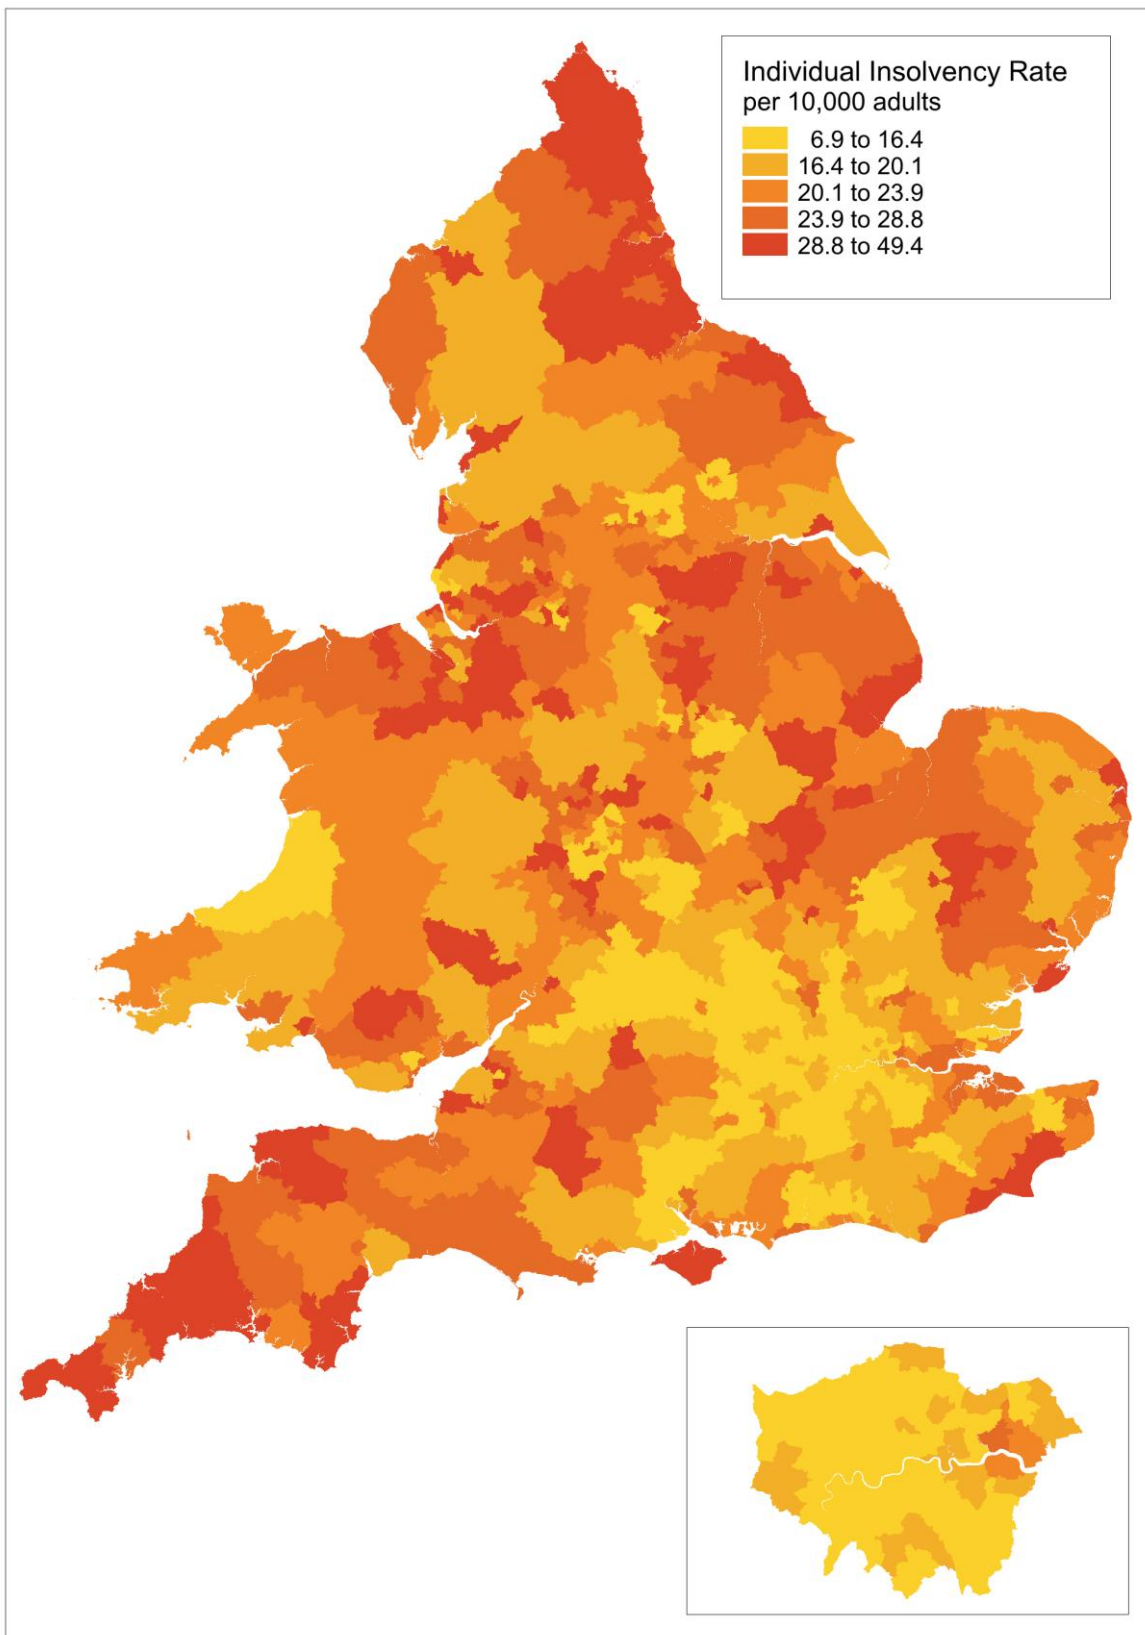 Individual Insolvency Rate
per 10,000 adults
6.9 to 16.4
16.4 to 20.1
20.1 to 23.9
23.9 to 28.8
28.8 to 49.4